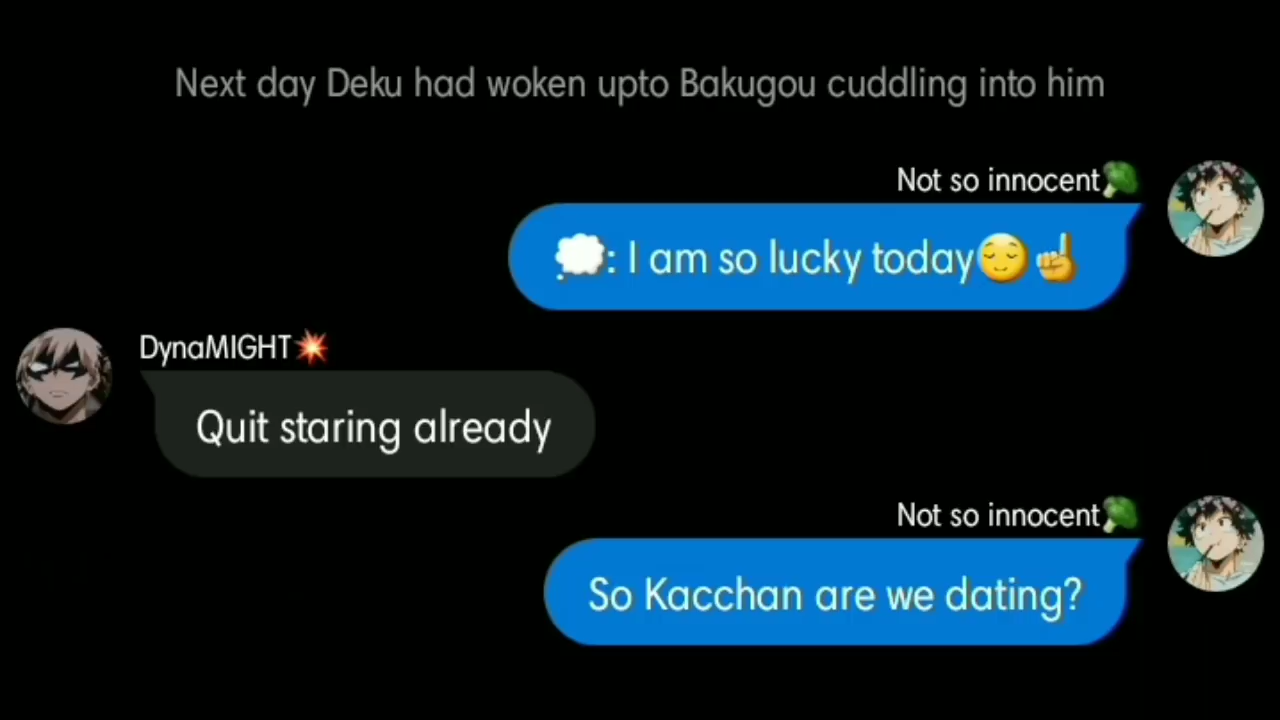 Next day Deku had woken upto Bakugou cuddling into him
Not so innocent🥦
💭: I am so lucky today😌☝️
DynaMIGHT💥
Quit staring already
Not so innocent🥦
So Kacchan are we dating?